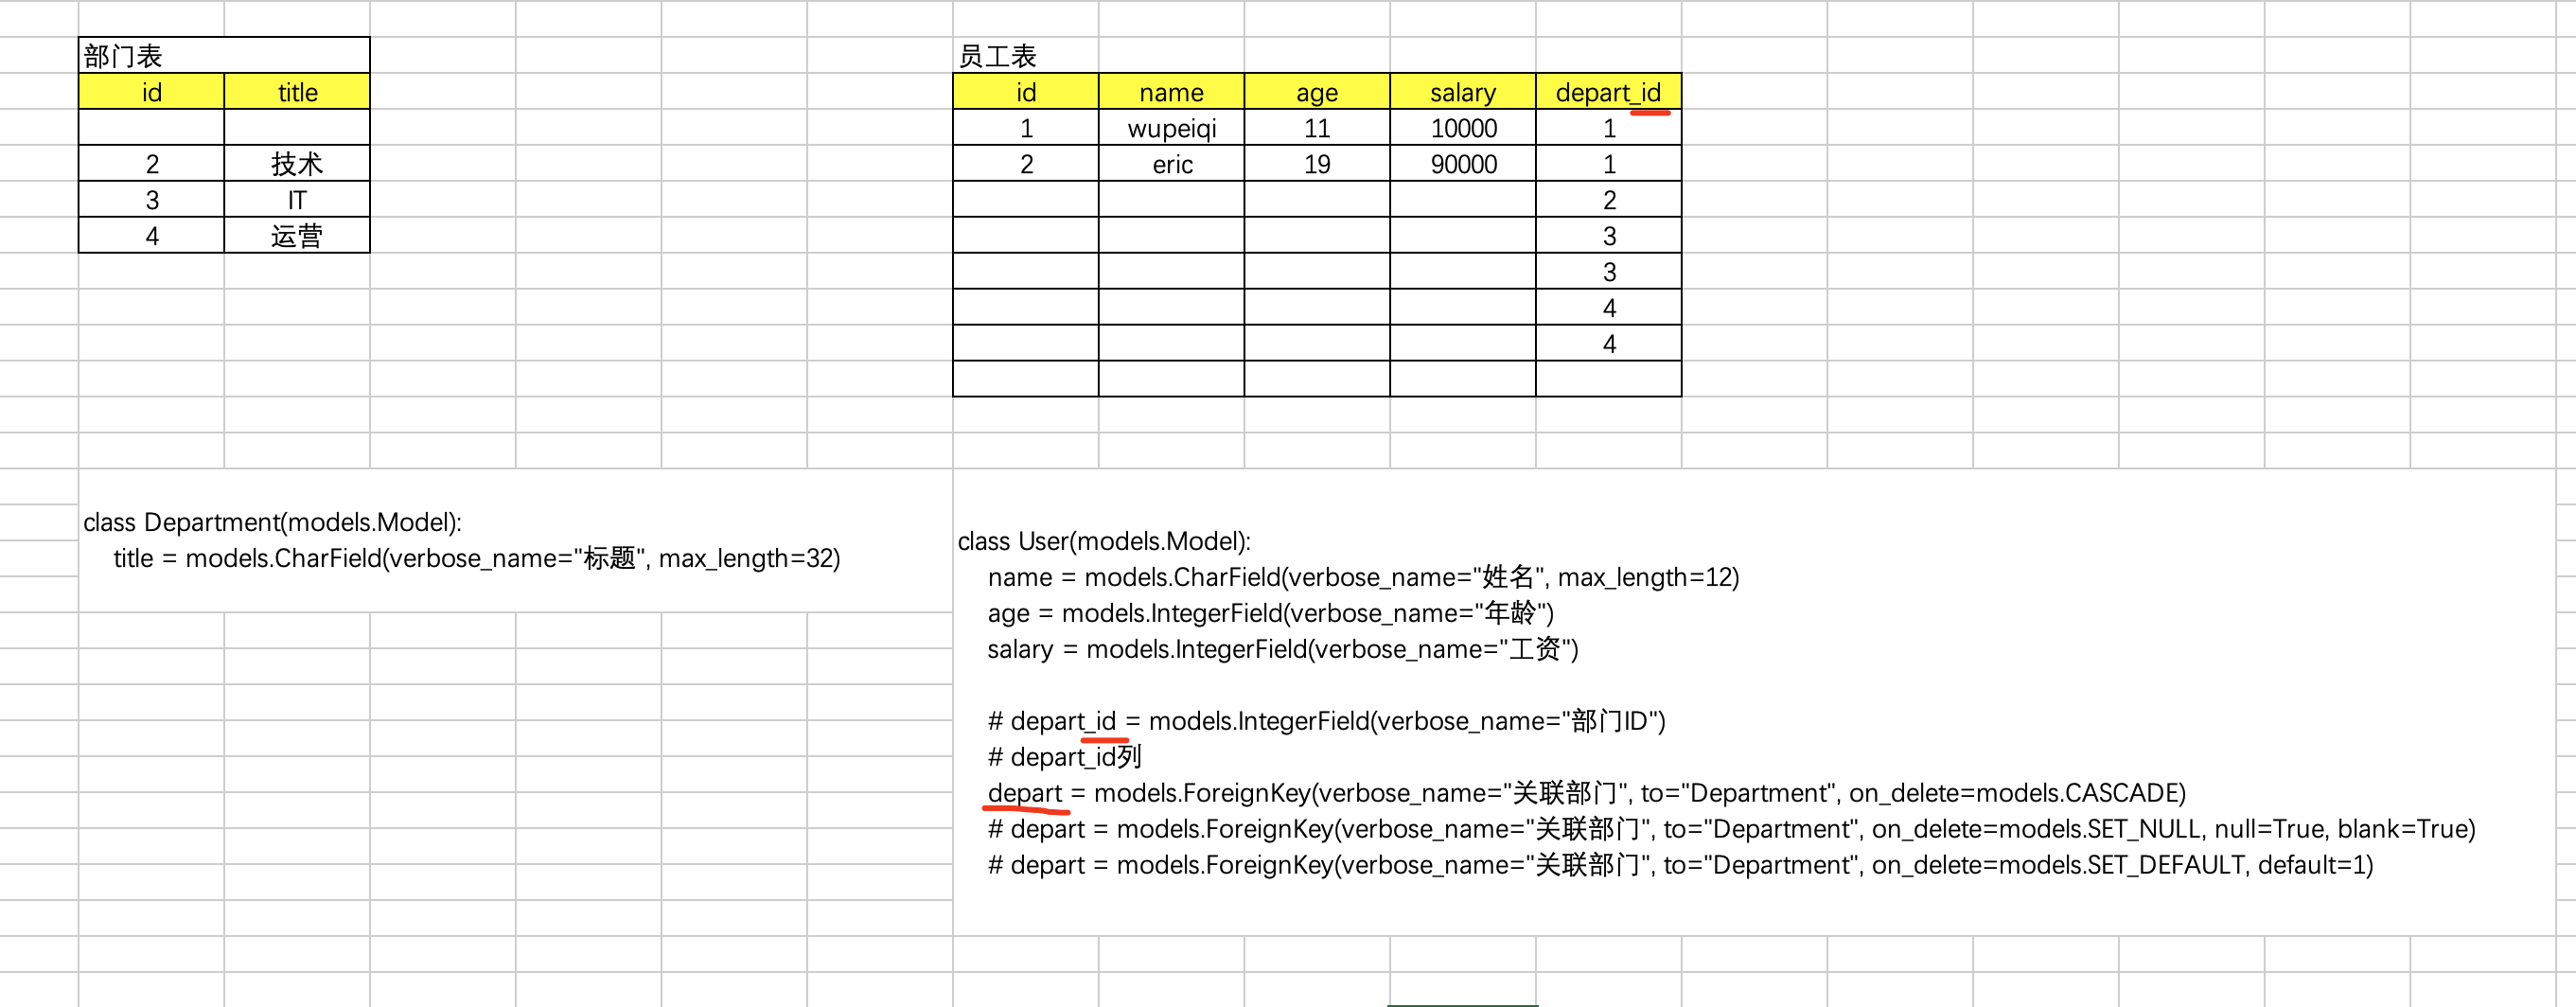 部门表
id title
2 技术
3 IT
4 运营
员工表
id name age salary depart_id
1 wupeiqi 11 10000 1
2 eric 19 90000 1
2
3
3
4
4
class Department(models.Model):
title = models.CharField(verbose_name="标题", max_length=32)
class User(models.Model):
name = models.CharField(verbose_name="姓名", max_length=12)
age = models.IntegerField(verbose_name="年龄")
salary = models.IntegerField(verbose_name="工资")
# depart_id = models.IntegerField(verbose_name="部门ID")
# depart_id列
depart = models.ForeignKey(verbose_name="关联部门", to="Department", on_delete=models.CASCADE)
# depart = models.ForeignKey(verbose_name="关联部门", to="Department", on_delete=models.SET_NULL, null=True, blank=True)
# depart = models.ForeignKey(verbose_name="关联部门", to="Department", on_delete=models.SET_DEFAULT, default=1)